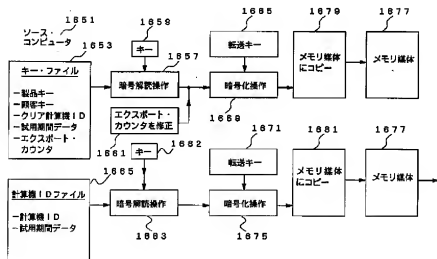 ソース・
コンピュータ
1651
1653
キー・ファイル
―製品キー
―顧客キー
―クリア計算機ID
―試用期間データ
―エクスポート・
カウンタ
1659
キー
1657
暗号解読操作
エクスポート・
カウンタを修正
1661
1665
転送キー
暗号化操作
1669
1679
メモリ媒体
にコピー
1677
メモリ媒体
1665
計算機IDファイル
―計算機ID
―試用期間データ
キー
1662
暗号解読操作
1663
1671
転送キー
暗号化操作
1675
1681
メモリ媒体
にコピー
1677
メモリ媒体